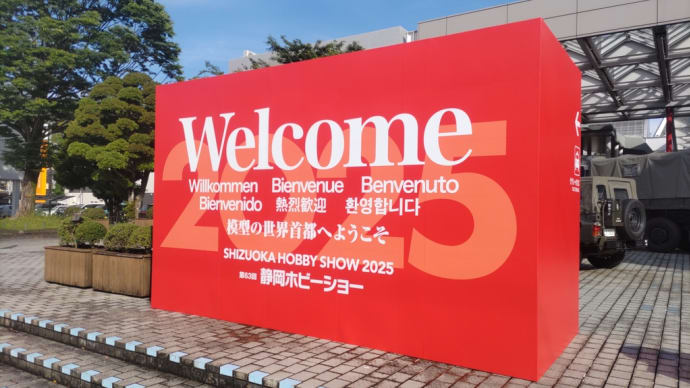 Welcome
2025
Willkommen Bienvenue Benvenuto
Bienvenido 熱烈歓迎 환영합니다
模型の世界首都へようこそ
SHIZUOKA HOBBY SHOW 2025
第63回 静岡ホビーショー